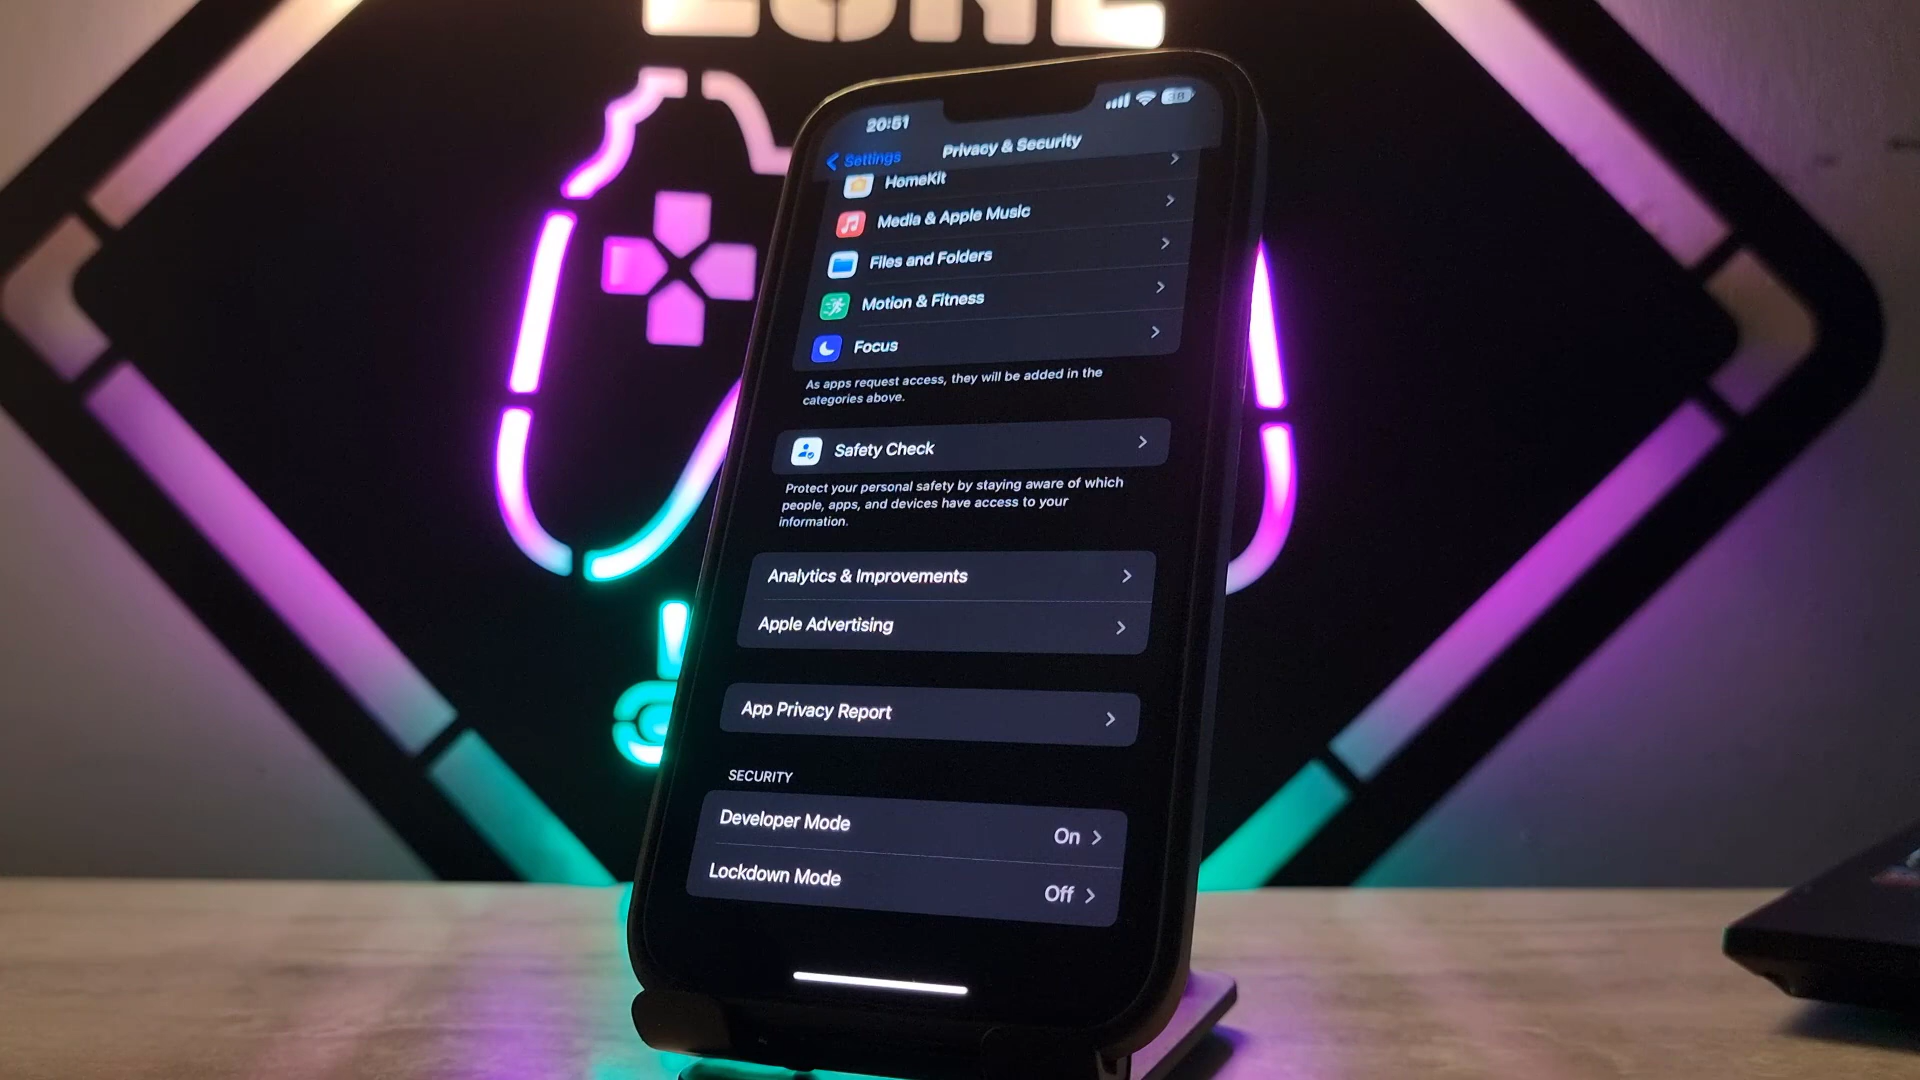 ZONE
20:51
38
Settings
Privacy & Security
HomeKit
Media & Apple Music
Files and Folders
Motion & Fitness
Focus
As apps request access, they will be added in the
categories above.
Safety Check
Protect your personal safety by staying aware of which
people, apps, and devices have access to your
information.
Analytics & Improvements
Apple Advertising
App Privacy Report
SECURITY
Developer Mode
On
Lockdown Mode
Off